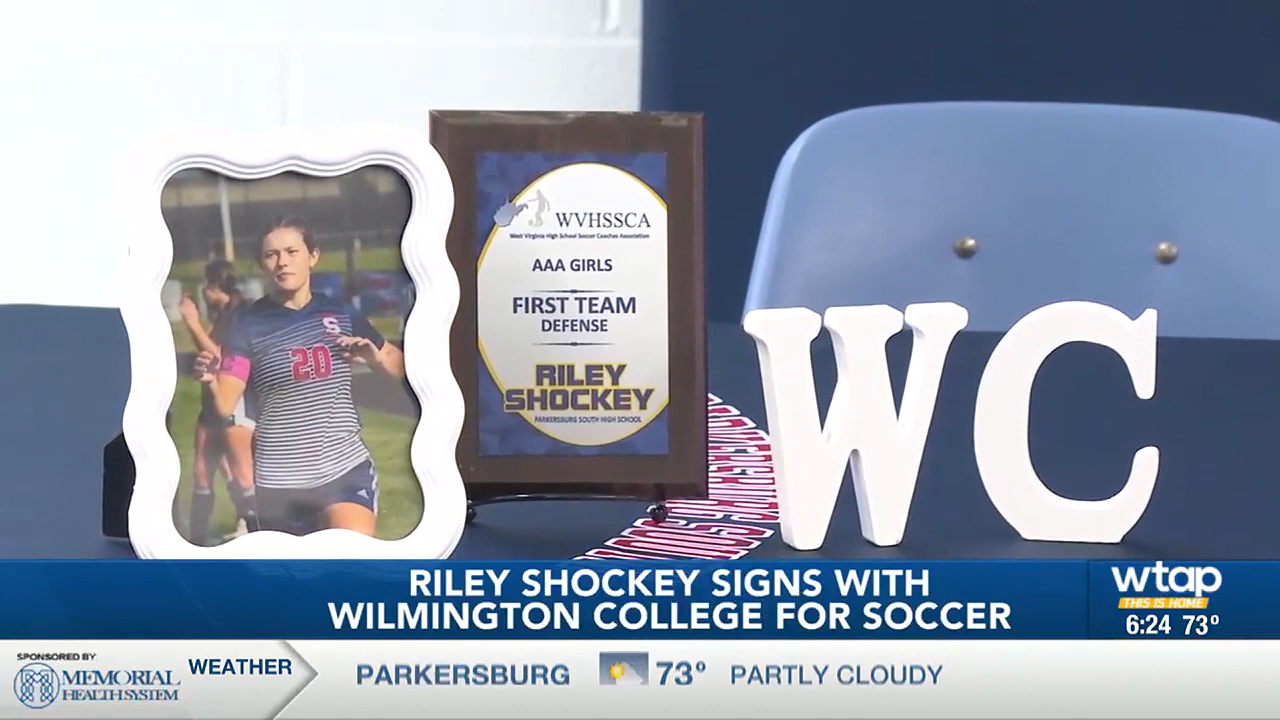 S
20
WVHSSCA
West Virginia High School Soccer Coaches Association
AAA GIRLS
FIRST TEAM
DEFENSE
RILEY
SHOCKEY
PARKERSBURG SOUTH HIGH SCHOOL
WC
RILEY SHOCKEY SIGNS WITH
WILMINGTON COLLEGE FOR SOCCER
wtap
THIS IS HOME
6:24 73°
SPONSORED BY:
MEMORIAL
HEALTH SYSTEM
WEATHER
PARKERSBURG 73° PARTLY CLOUDY